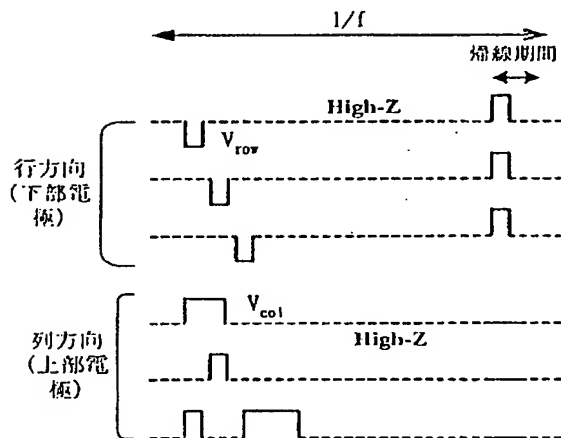 1/f
帰線期間
High-Z
V_row
行方向
(下部電
極)
V_col
High-Z
列方向
(上部電
極)